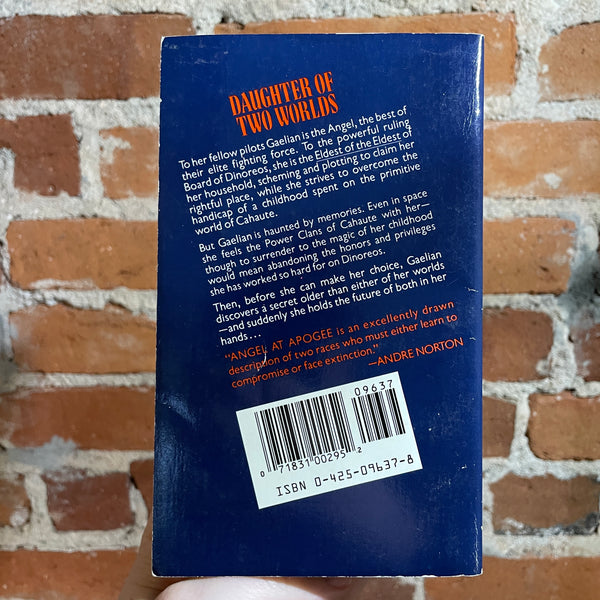 DAUGHTER OF
TWO WORLDS
To her fellow pilots Gaelian is the Angel, the best of
their elite fighting force. To the powerful ruling
Board of Dinoreos, she is the Eldest of the Eldest of
her household, scheming and plotting to claim her
rightful place, while she strives to overcome the
handicap of a childhood spent on the primitive
world of Cahaute.
But Gaelian is haunted by memories. Even in space
she feels the Power Clans of Cahaute with her—
though to surrender to the magic of her childhood
would mean abandoning the honors and privileges
she has worked so hard for on Dinoreos.
Then, before she can make her choice, Gaelian
discovers a secret older than either of her worlds
—and suddenly she holds the future of both in her
hands...
"ANGEL AT APOGEE is an excellently drawn
description of two races who must either learn to
compromise or face extinction."
—ANDRE NORTON
09637
0 71831 00295 2
ISBN 0-425-09637-8